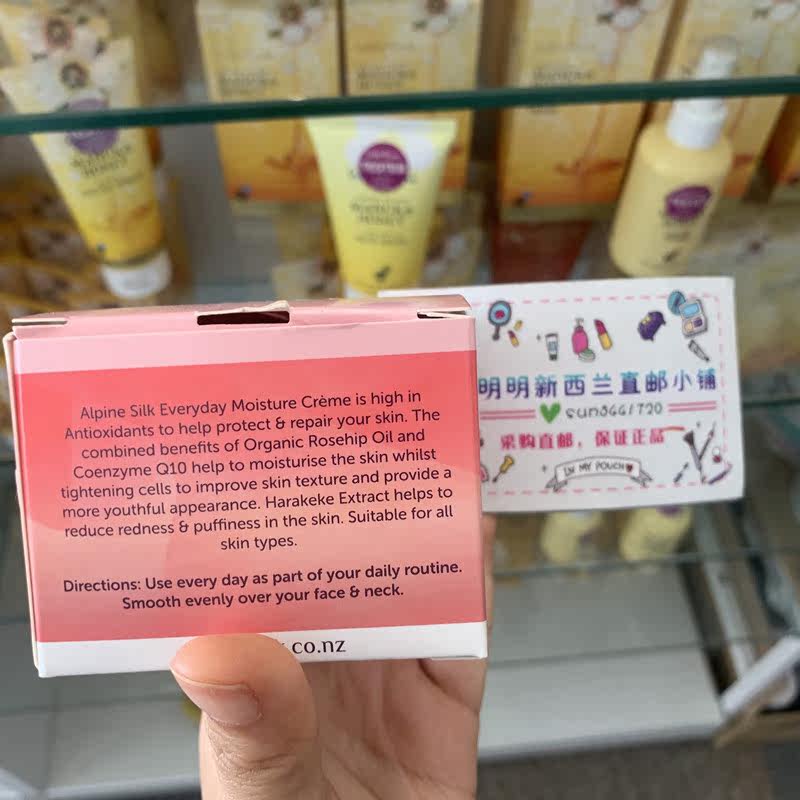 Alpine Silk Everyday Moisture Crème is high in
Antioxidants to help protect & repair your skin. The
combined benefits of Organic Rosehip Oil and
Coenzyme Q10 help to moisturise the skin whilst
tightening cells to improve skin texture and provide a
more youthful appearance. Harakeke Extract helps to
reduce redness & puffiness in the skin. Suitable for all
skin types.
Directions: Use every day as part of your daily routine.
Smooth evenly over your face & neck.
.co.nz
明明新西兰直邮小铺
sun3661720
采购直邮，保证正品
IN MY POUCH